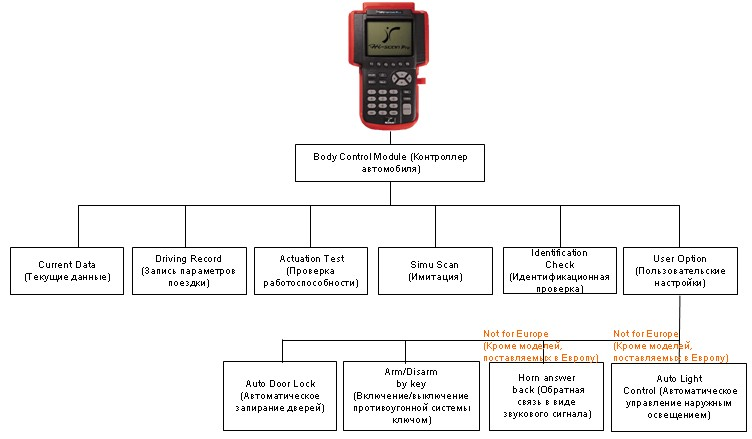 Body Control Module (Контроллер
автомобиля)
Current Data
(Текущие данные)
Driving Record
(Запись параметров
поездки)
Actuation Test
(Проверка
работоспособности)
Simu Scan
(Имитация)
Identification
Check
(Идентификационная
проверка)
User Option
(Пользовательские
настройки)
Not for Europe
(Кроме моделей,
поставляемых в Европу)
Not for Europe
(Кроме моделей,
поставляемых в Европу)
Auto Door Lock
(Автоматическое
запирание дверей)
Arm/Disarm
by key
(Включение/выключение
противоугонной системы
ключом)
Horn answer
back (Обратная
связь в виде
звукового сигнала)
Auto Light
Control (Автоматическое
управление наружным
освещением)